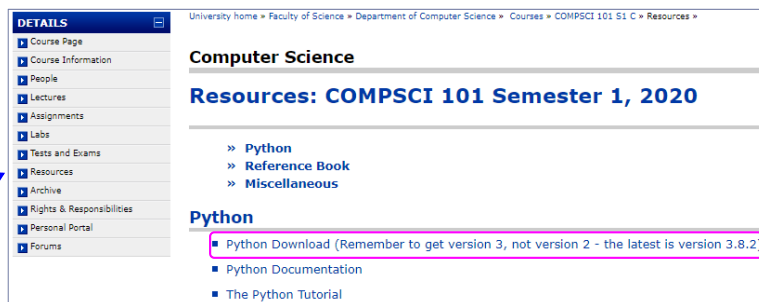 University home » Faculty of Science » Department of Computer Science » Courses » COMPSCI 101 S1 C » Resources »
DETAILS
Course Page
Course Information
People
Lectures
Assignments
Labs
Tests and Exams
Resources
Archive
Rights & Responsibilities
Personal Portal
Forums
Computer Science
Resources: COMPSCI 101 Semester 1, 2020
» Python
» Reference Book
» Miscellaneous
Python
Python Download (Remember to get version 3, not version 2 - the latest is version 3.8.2)
Python Documentation
The Python Tutorial